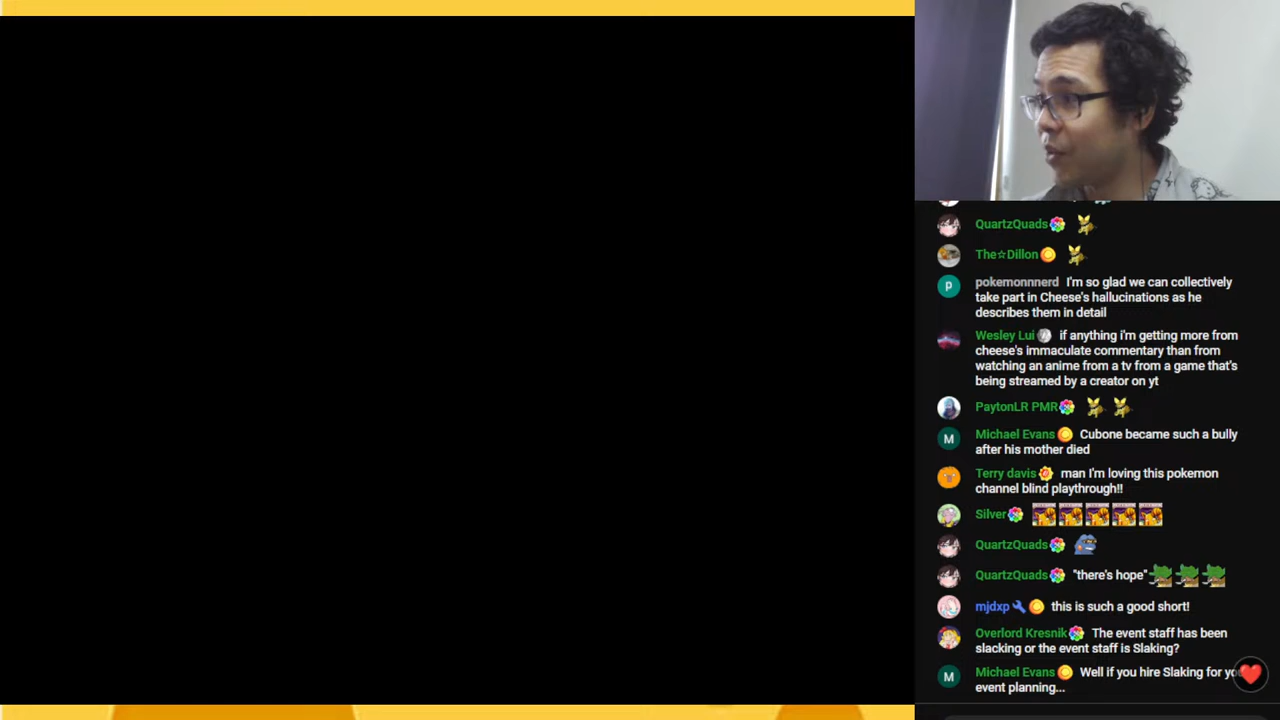 QuartzQuads
The☆Dillon
P
pokemonnnerd I'm so glad we can collectively
take part in Cheese's hallucinations as he
describes them in detail
Wesley Lui if anything i'm getting more from
cheese's immaculate commentary than from
watching an anime from a tv from a game that's
being streamed by a creator on yt
PaytonLR PMR
M
Michael Evans Cubone became such a bully
after his mother died
Terry davis man I'm loving this pokemon
channel blind playthrough!!
Silver
QuartzQuads
QuartzQuads "there's hope"
mjdxp this is such a good short!
Overlord Kresnik The event staff has been
slacking or the event staff is Slaking?
M
Michael Evans Well if you hire Slaking for
event planning...